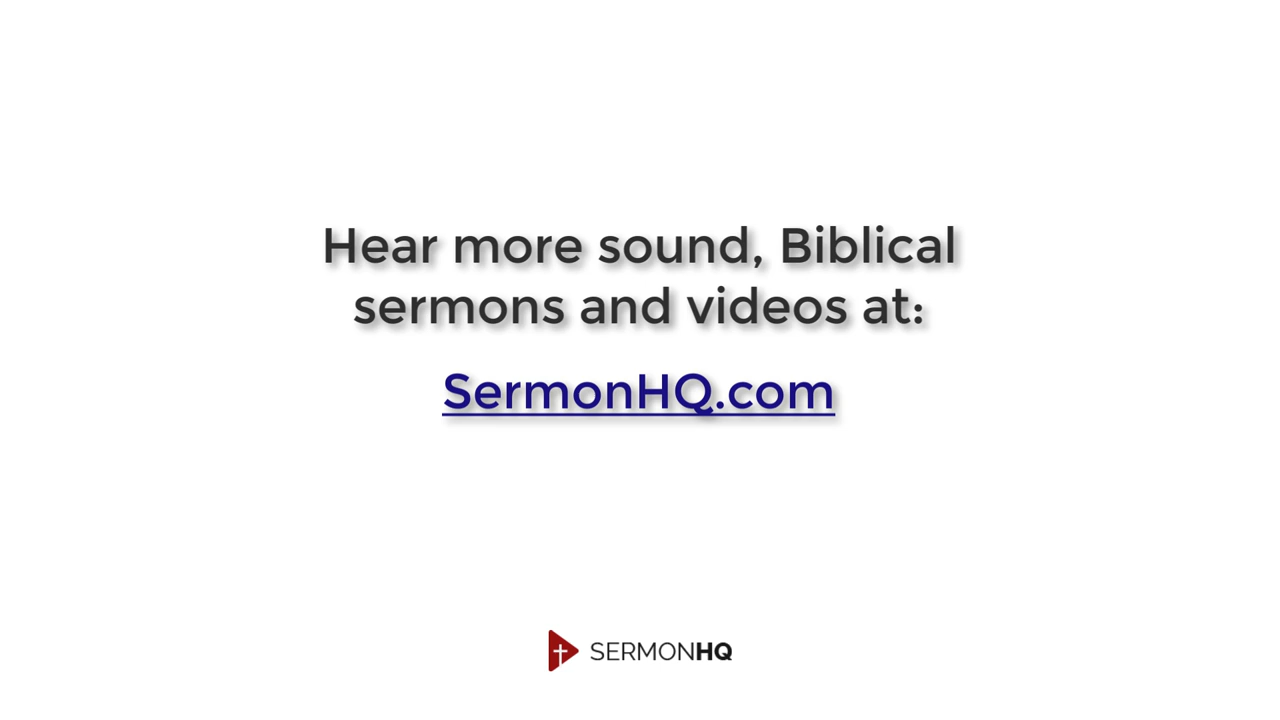 Hear more sound, Biblical
sermons and videos at:
SermonHQ.com
SERMONHQ